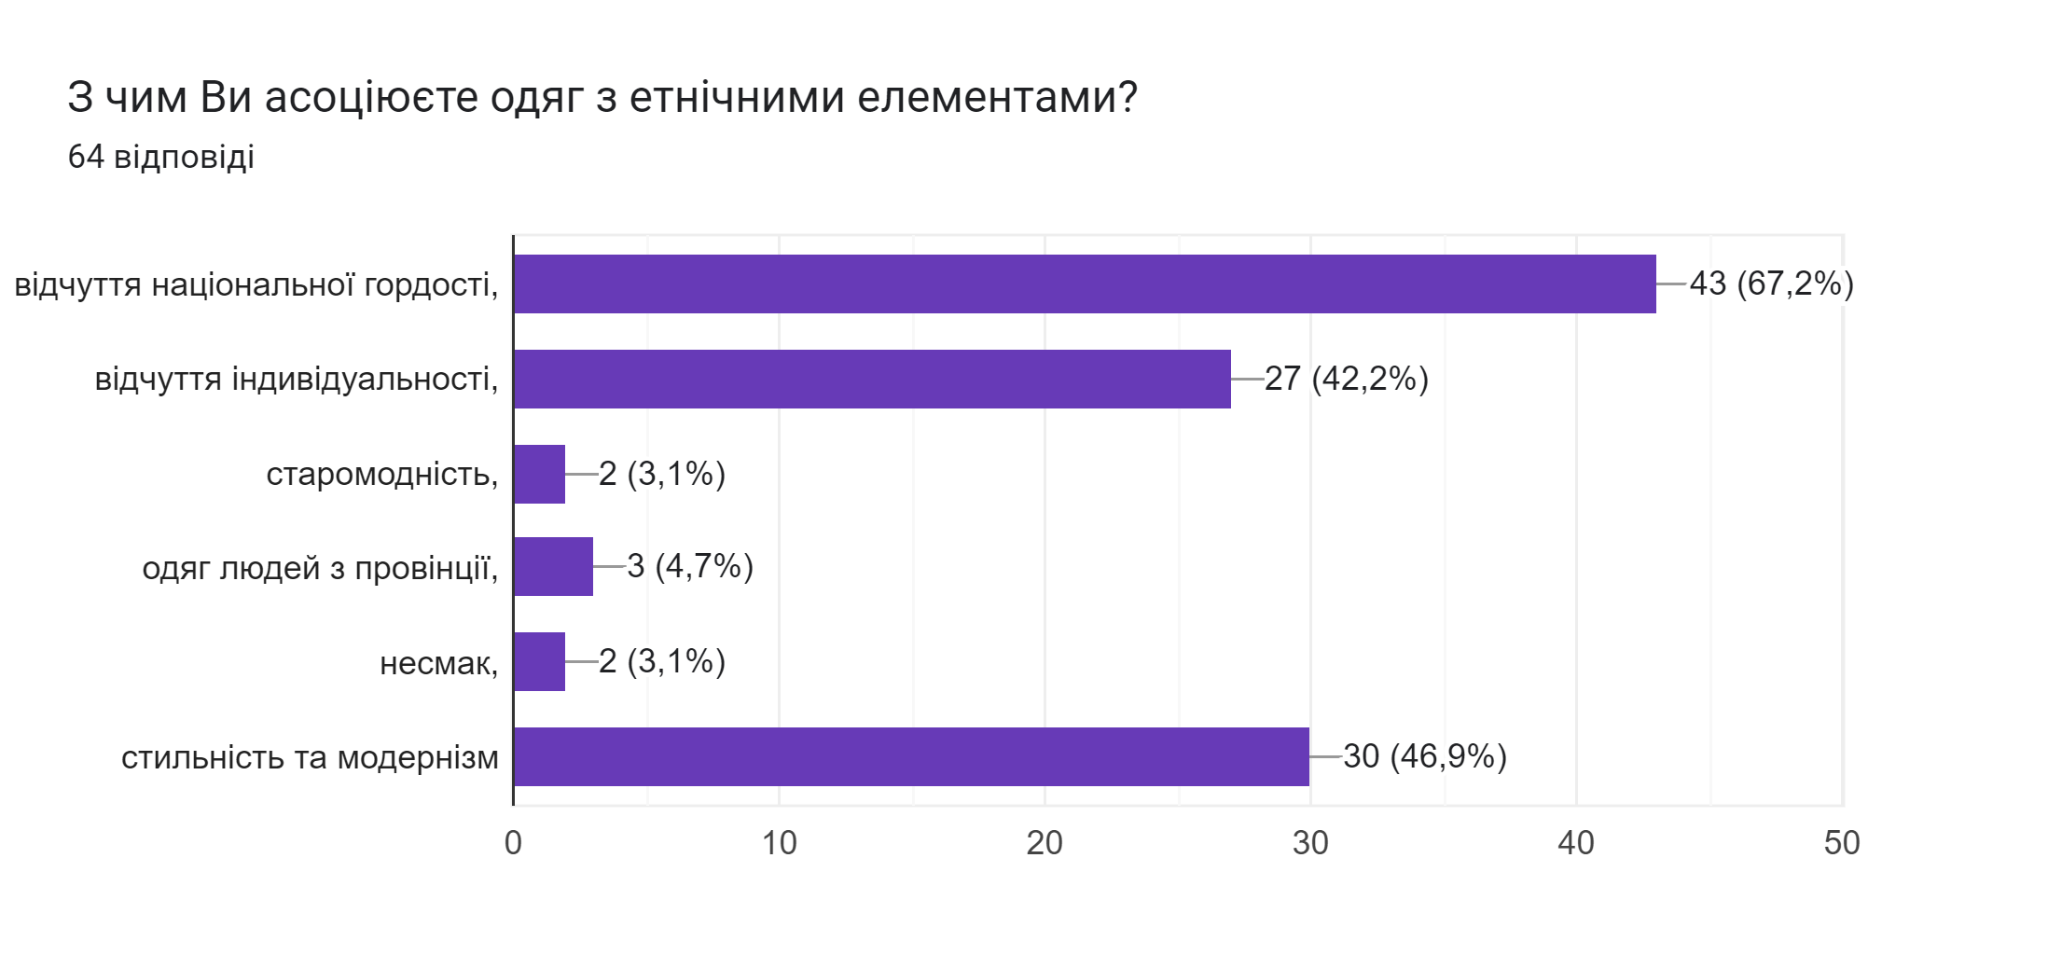 З чим Ви асоціюєте одяг з етнічними елементами?
64 відповіді
відчуття національної гордості, 43 (67,2%)
відчуття індивідуальності, 27 (42,2%)
старомодність, 2 (3,1%)
одяг людей з провінції, 3 (4,7%)
несмак, 2 (3,1%)
стильність та модернізм 30 (46,9%)
0 10 20 30 40 50